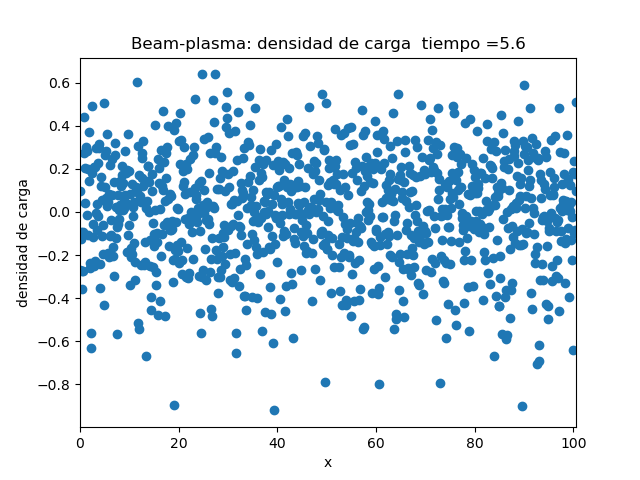 Beam-plasma: densidad de carga  tiempo =5.6
densidad de carga
0.6
0.4
0.2
0.0
−0.2
−0.4
−0.6
−0.8
0 20 40 60 80 100
x